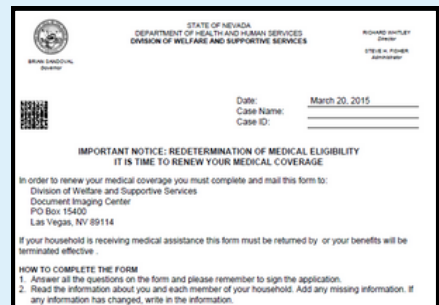 STATE OF NEVADA
DEPARTMENT OF HEALTH AND HUMAN SERVICES
DIVISION OF WELFARE AND SUPPORTIVE SERVICES
BRIAN SANDOVAL
Governor
RICHARD WHITLEY
Director
STEVE H. FISHER
Administrator
Date: March 20, 2015
Case Name:
Case ID:
IMPORTANT NOTICE: REDETERMINATION OF MEDICAL ELIGIBILITY
IT IS TIME TO RENEW YOUR MEDICAL COVERAGE
In order to renew your medical coverage you must complete and mail this form to:
Division of Welfare and Supportive Services
Document Imaging Center
PO Box 15400
Las Vegas, NV 89114
If your household is receiving medical assistance this form must be returned by or your benefits will be
terminated effective .
HOW TO COMPLETE THE FORM
1. Answer all the questions on the form and please remember to sign the application.
2. Read the information about you and each member of your household. Add any missing information. If
any information has changed, write in the information.